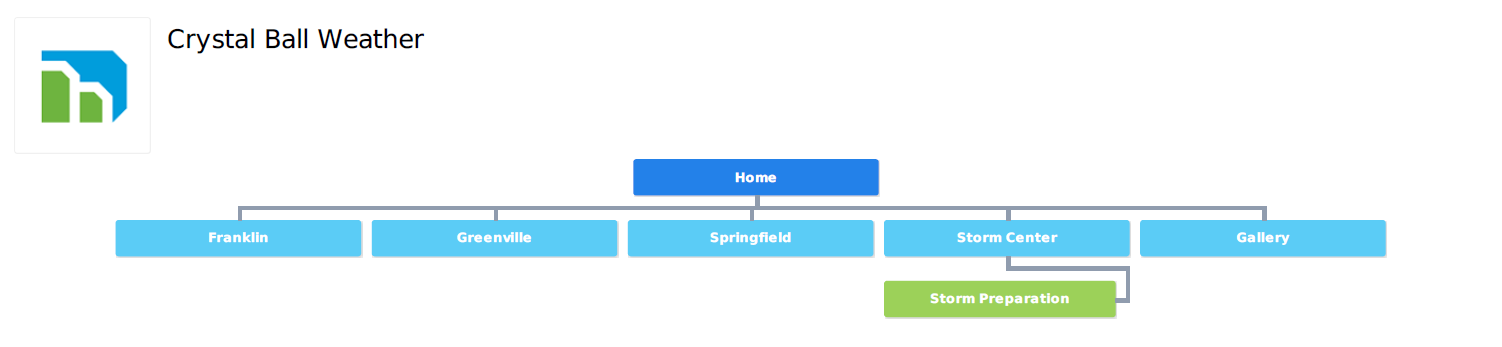 Crystal Ball Weather
Home
Franklin
Greenville
Springfield
Storm Center
Gallery
Storm Preparation